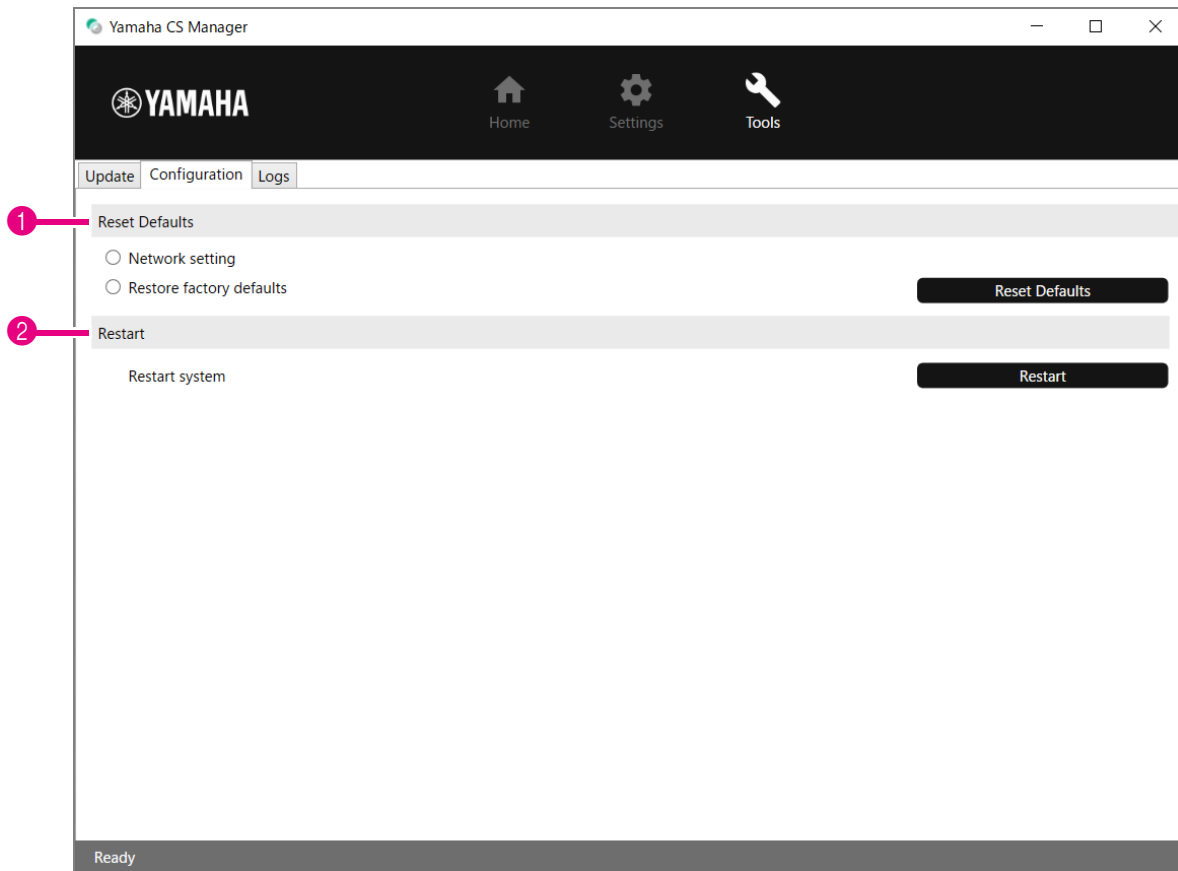 Yamaha CS Manager
YAMAHA
Home Settings Tools
Update Configuration Logs
1 Reset Defaults
Network setting
Restore factory defaults Reset Defaults
2 Restart
Restart system Restart
Ready